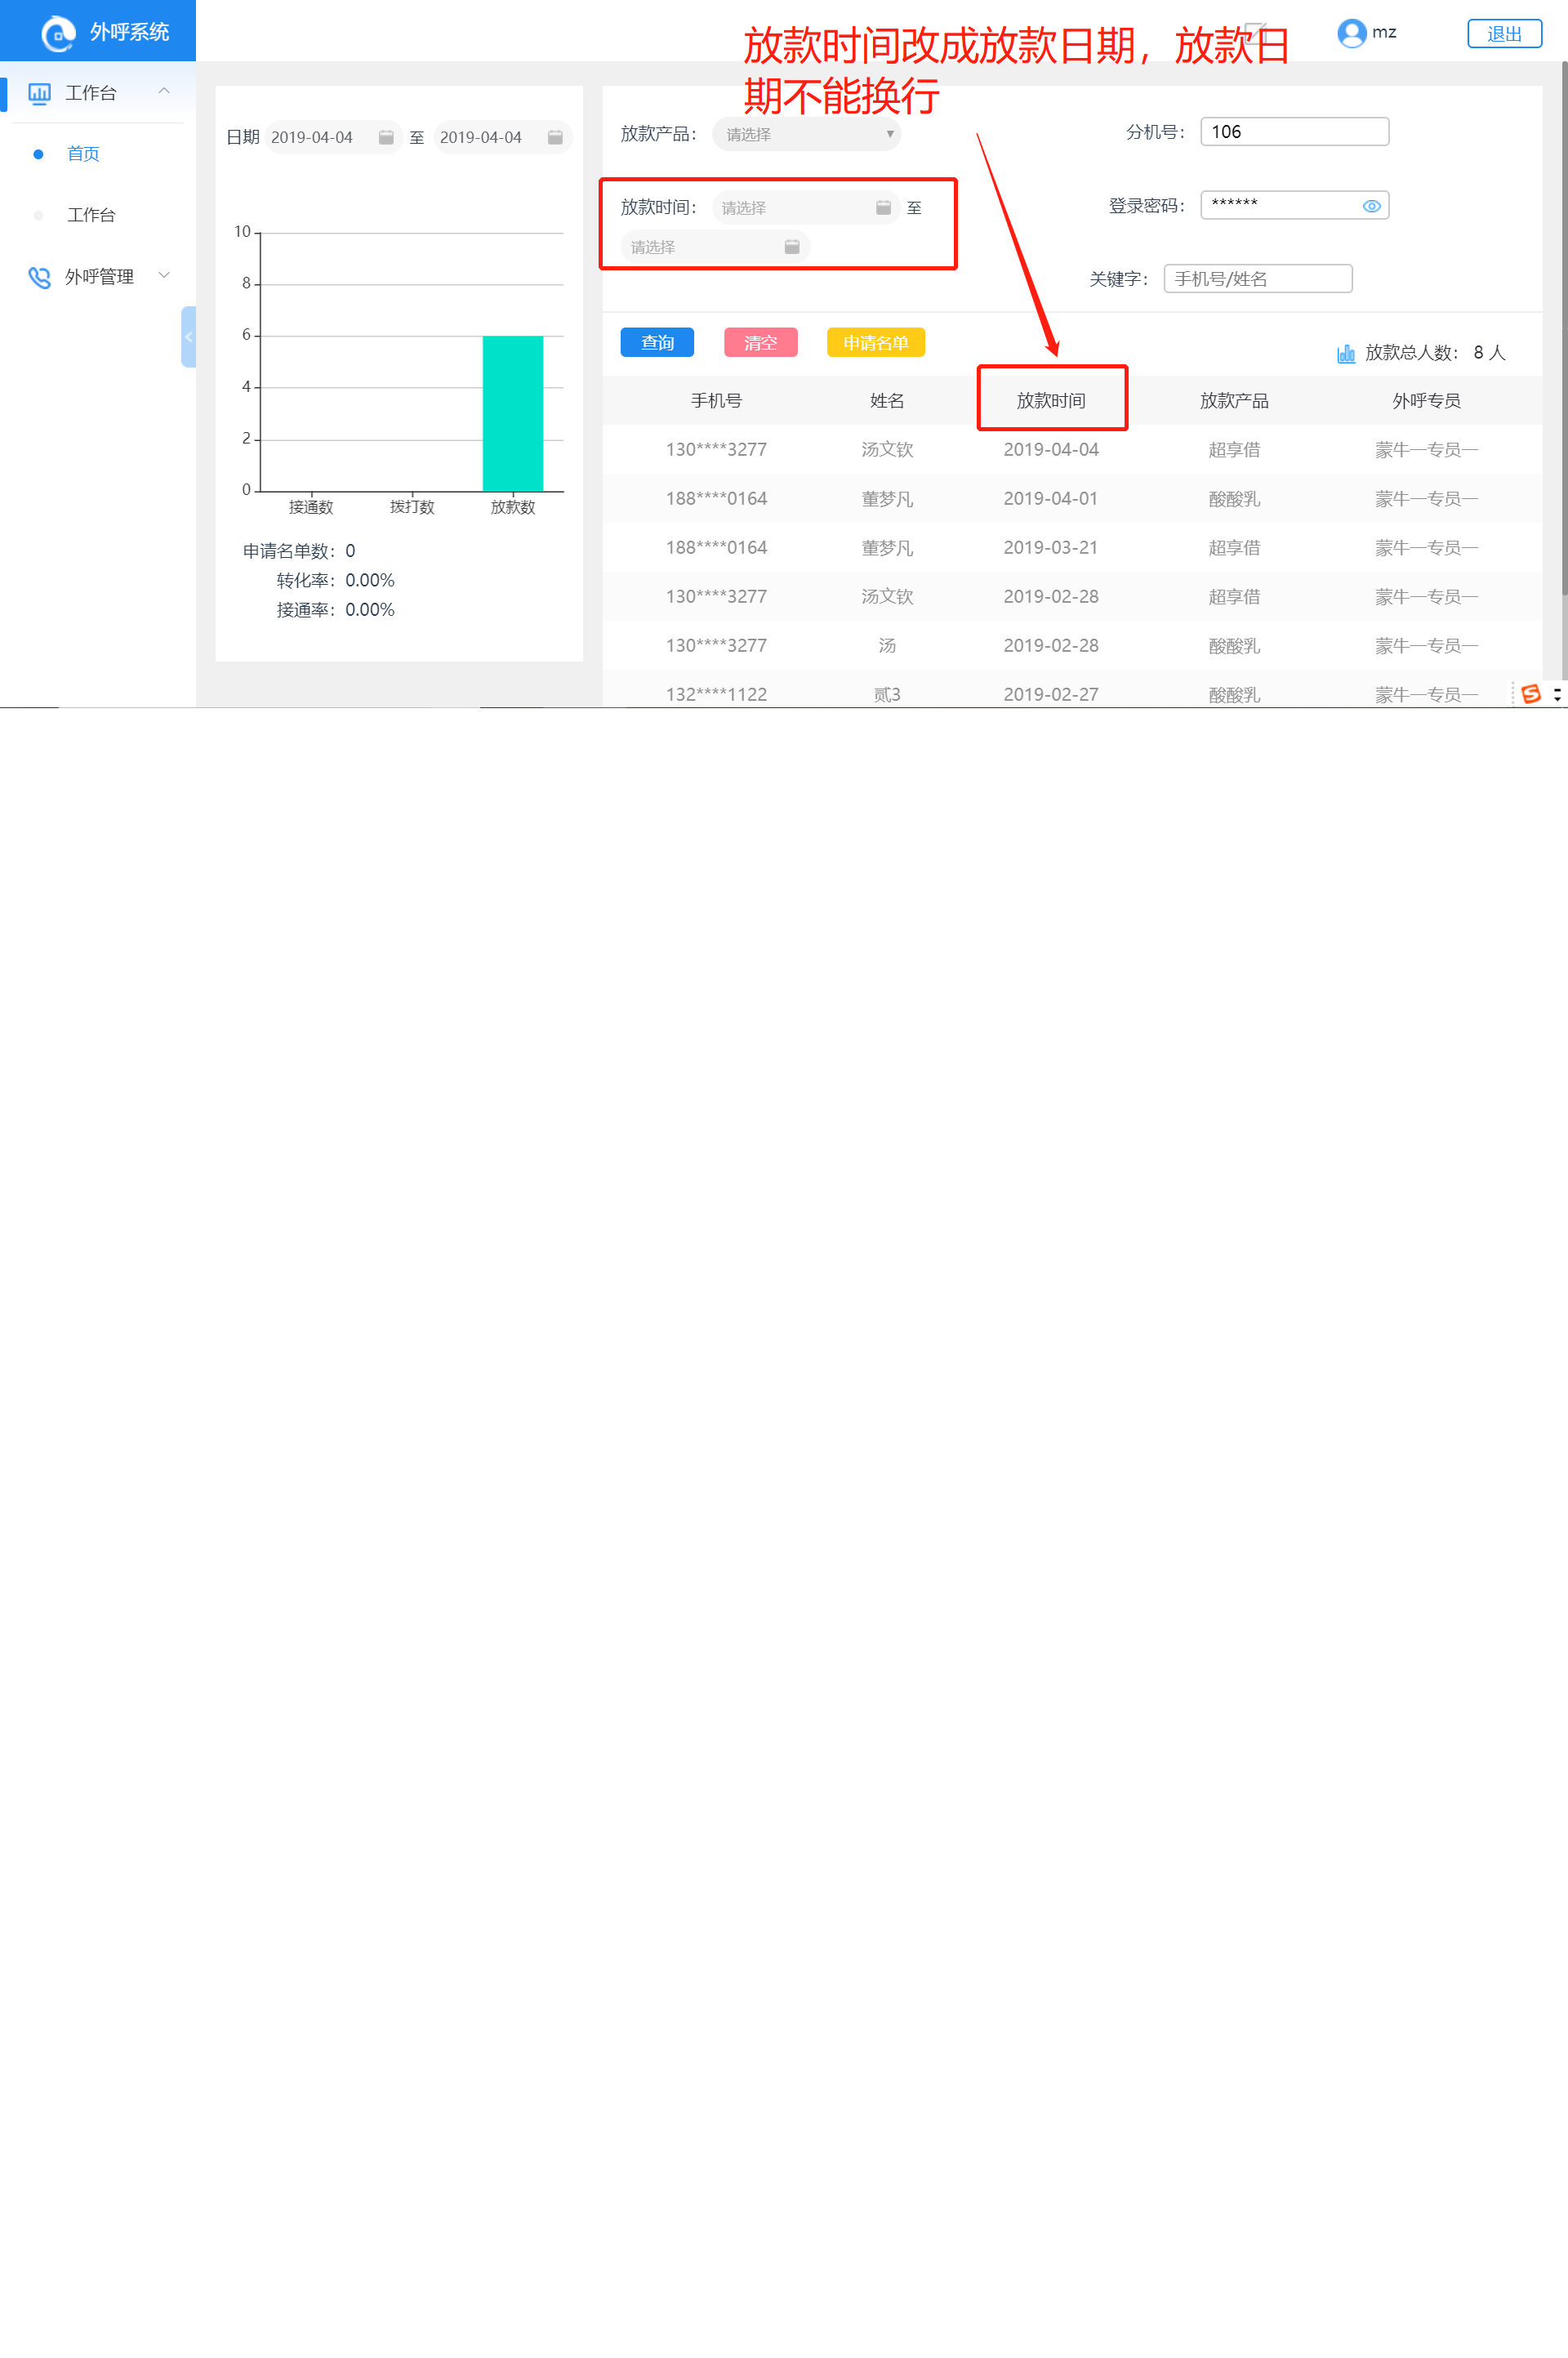 外呼系统
放款时间改成放款日期，放款日
期不能换行
mz
退出
工作台
首页
工作台
外呼管理
日期 2019-04-04 至 2019-04-04
10
8
6
4
2
0
接通数 拨打数 放款数
申请名单数：0
转化率：0.00%
接通率：0.00%
放款产品： 请选择
分机号： 106
放款时间： 请选择 至
请选择
登录密码： ******
关键字： 手机号/姓名
查询 清空 申请名单
放款总人数： 8 人
手机号 姓名 放款时间 放款产品 外呼专员
130****3277 汤文钦 2019-04-04 超享借 蒙牛一专员一
188****0164 董梦凡 2019-04-01 酸酸乳 蒙牛一专员一
188****0164 董梦凡 2019-03-21 超享借 蒙牛一专员一
130****3277 汤文钦 2019-02-28 超享借 蒙牛一专员一
130****3277 汤 2019-02-28 酸酸乳 蒙牛一专员一
132****1122 贰3 2019-02-27 酸酸乳 蒙牛一专员一